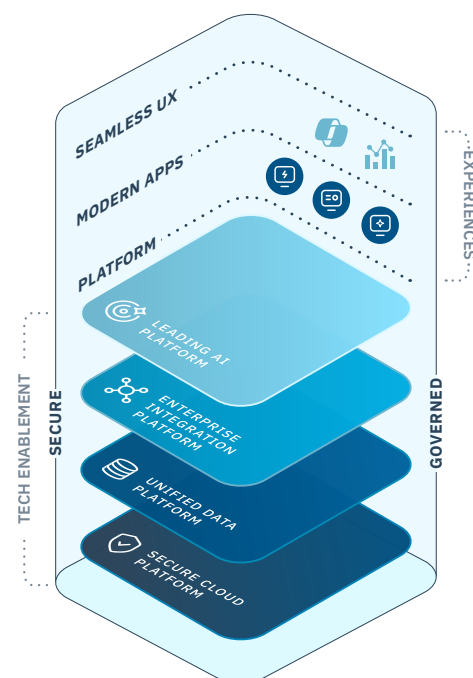 SEAMLESS UX
MODERN APPS
PLATFORM
EXPERIENCES
LEADING AI
PLATFORM
ENTERPRISE
INTEGRATION
PLATFORM
UNIFIED DATA
PLATFORM
SECURE CLOUD
PLATFORM
TECH ENABLEMENT
SECURE
GOVERNED